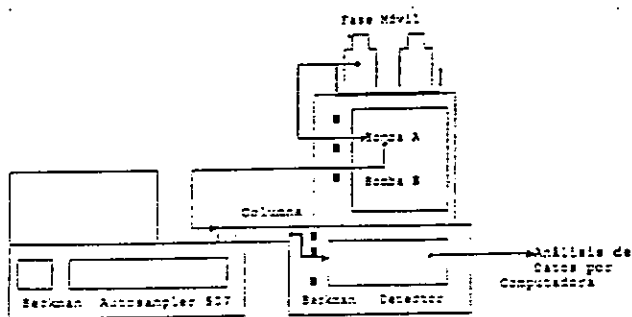 Fase Móvil
Bomba A
Bomba B
Columna
Análisis de
Datos por
Computadora
Beckman Autosampler 507
Beckman Detector